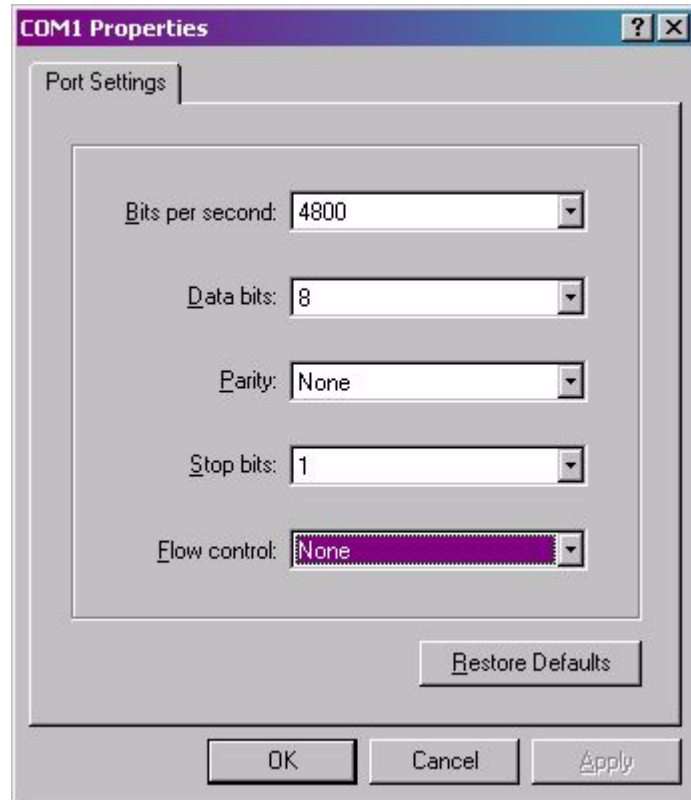 COM1 Properties
Port Settings
Bits per second: 4800
Data bits: 8
Parity: None
Stop bits: 1
Flow control: None
Restore Defaults
OK Cancel Apply